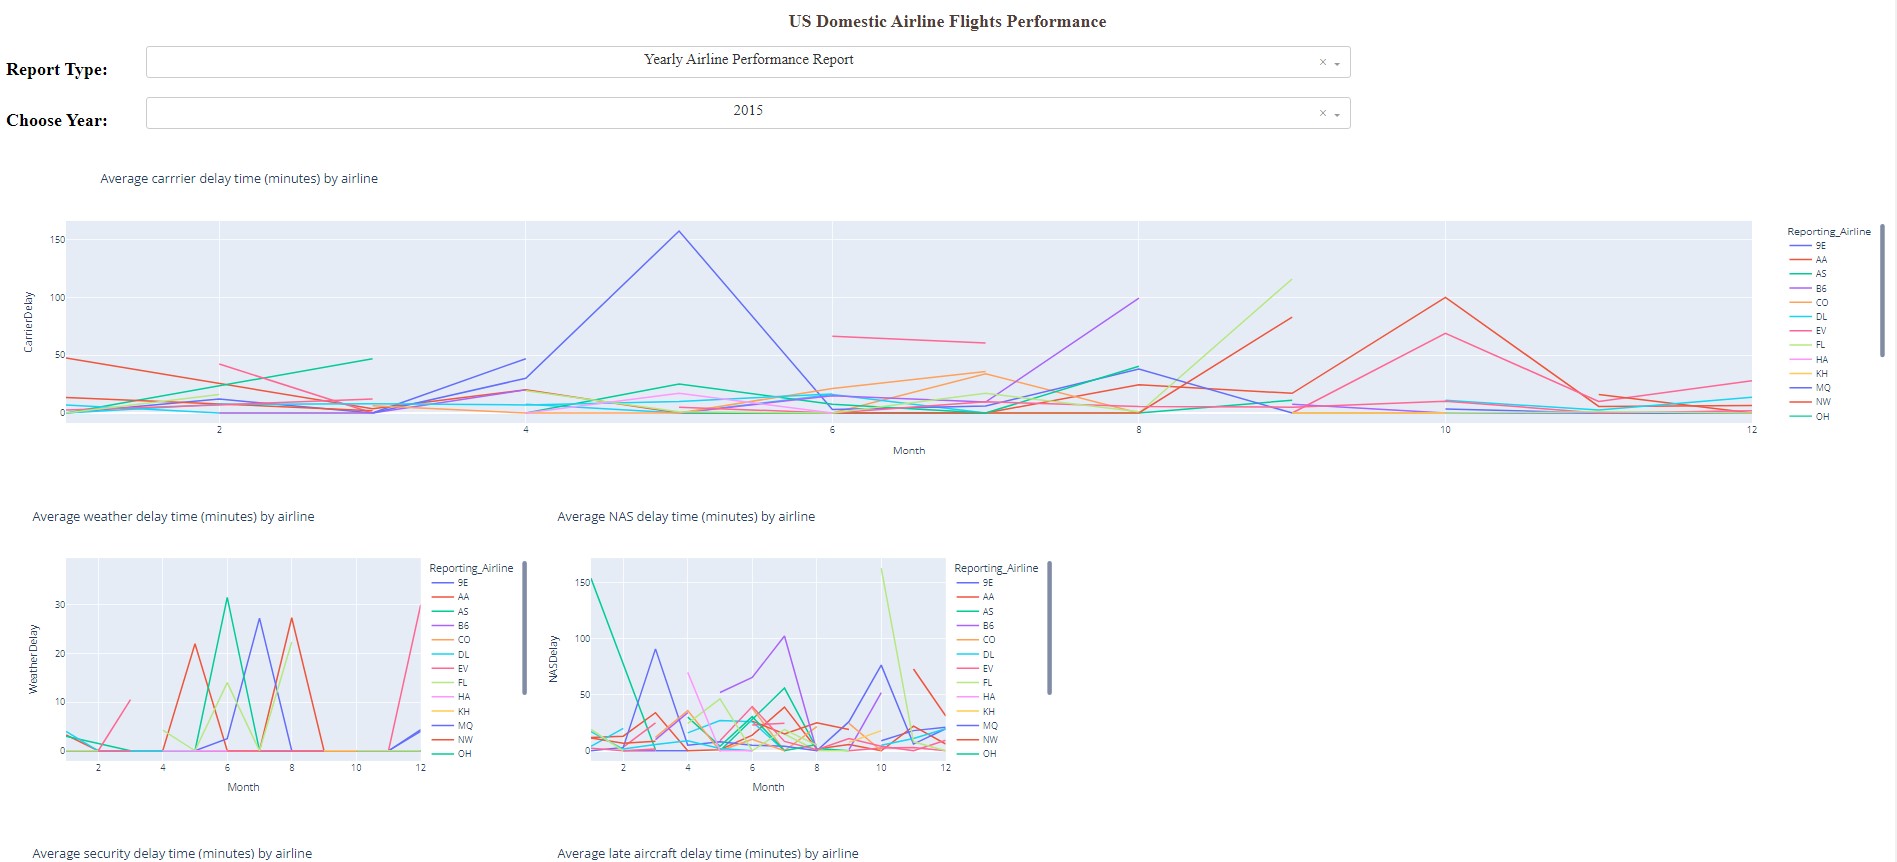 US Domestic Airline Flights Performance
Report Type:
Yearly Airline Performance Report
×
Choose Year:
2015
×
Average carrrier delay time (minutes) by airline
CarrierDelay
150
100
50
0
2
4
6
8
10
12
Month
Reporting_Airline
9E
AA
AS
B6
CO
DL
EV
FL
HA
KH
MQ
NW
OH
Average weather delay time (minutes) by airline
WeatherDelay
30
20
10
0
2
4
6
8
10
12
Month
Reporting_Airline
9E
AA
AS
B6
CO
DL
EV
FL
HA
KH
MQ
NW
OH
Average NAS delay time (minutes) by airline
NASDelay
150
100
50
0
2
4
6
8
10
12
Month
Reporting_Airline
9E
AA
AS
B6
CO
DL
EV
FL
HA
KH
MQ
NW
OH
Average security delay time (minutes) by airline
Average late aircraft delay time (minutes) by airline